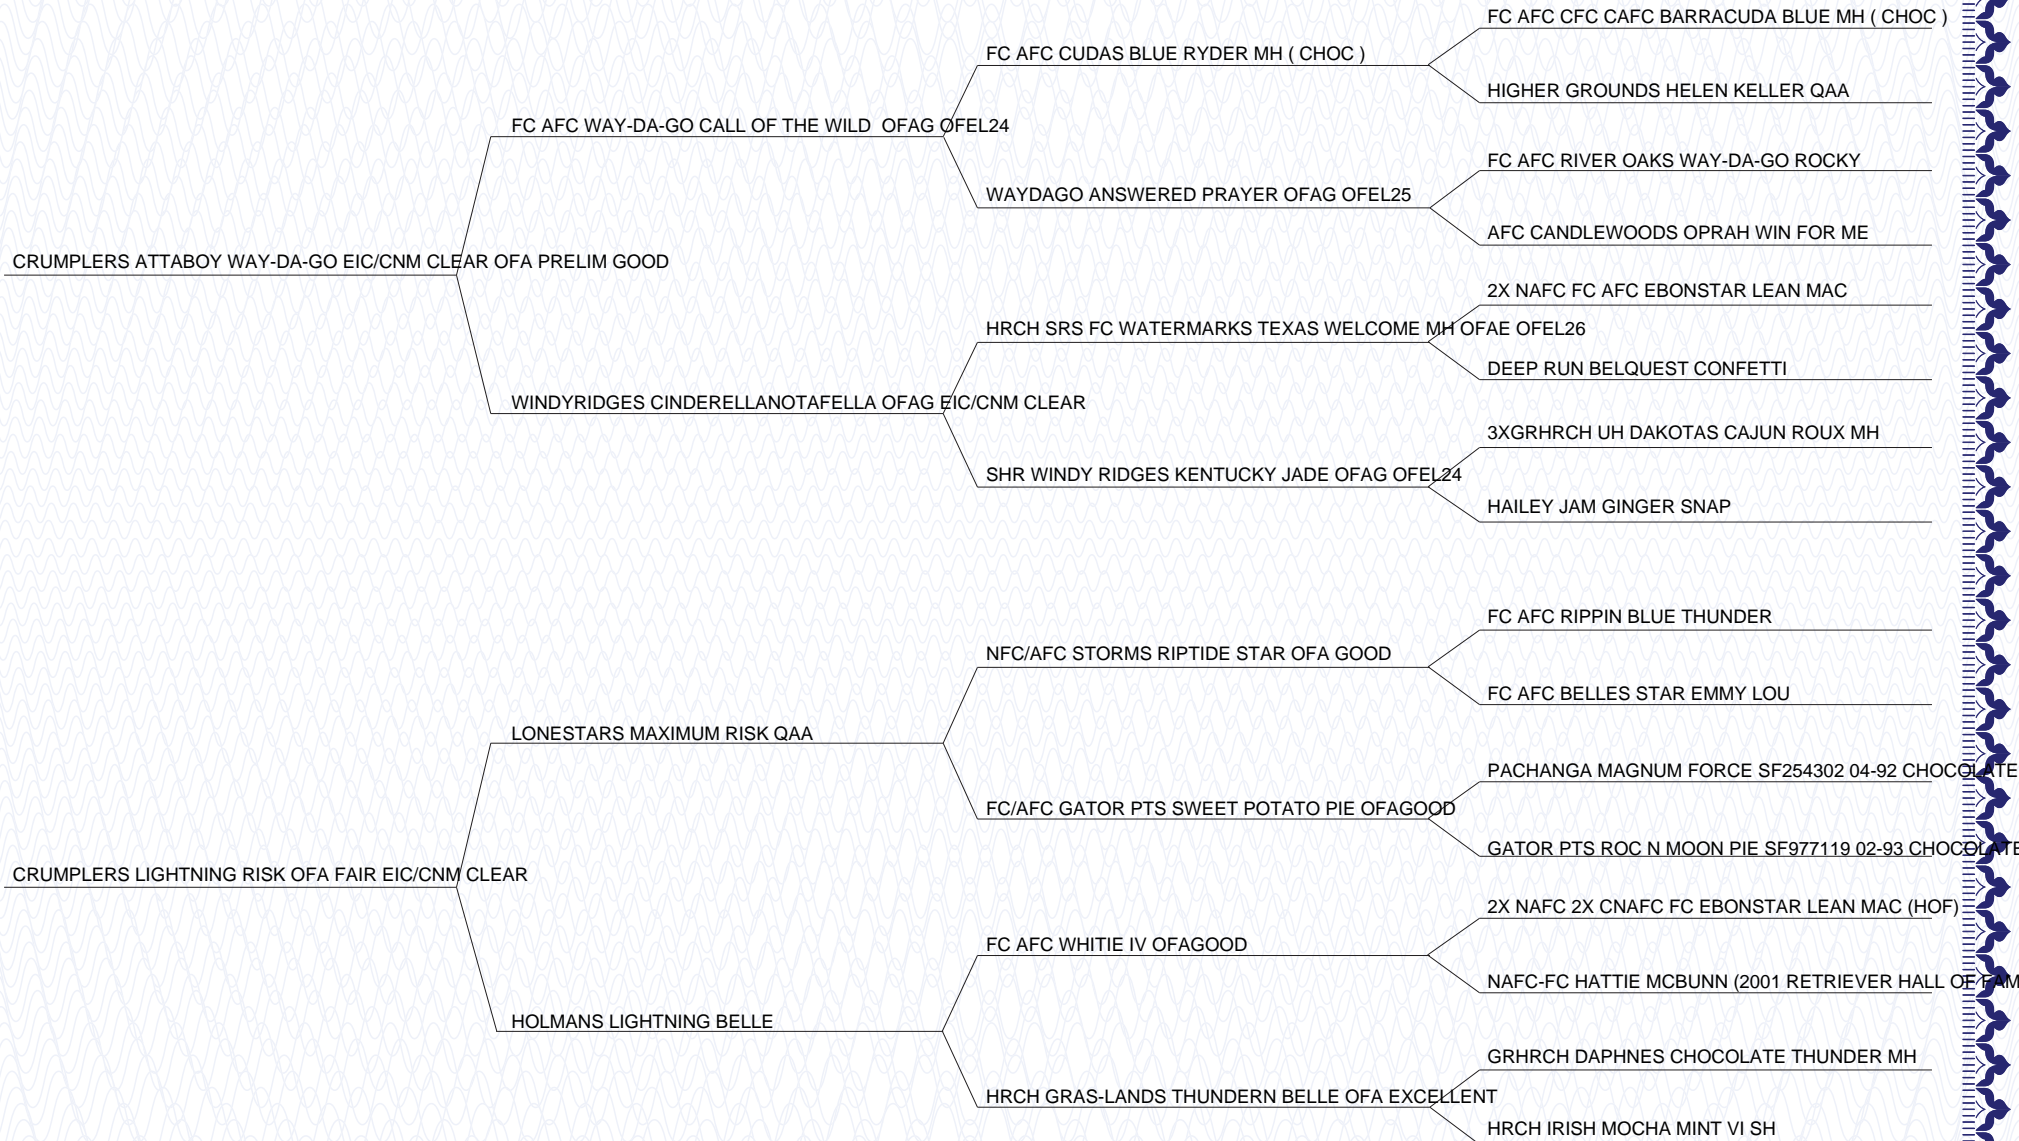 FC AFC CFC CAFC BARRACUDA BLUE MH ( CHOC )
FC AFC CUDAS BLUE RYDER MH ( CHOC )
HIGHER GROUNDS HELEN KELLER QAA
FC AFC WAY-DA-GO CALL OF THE WILD  OFAG OFEL24
FC AFC RIVER OAKS WAY-DA-GO ROCKY
WAYDAGO ANSWERED PRAYER OFAG OFEL25
AFC CANDLEWOODS OPRAH WIN FOR ME
CRUMPLERS ATTABOY WAY-DA-GO EIC/CNM CLEAR OFA PRELIM GOOD
2X NAFC FC AFC EBONSTAR LEAN MAC
HRCH SRS FC WATERMARKS TEXAS WELCOME MH OFAE OFEL26
DEEP RUN BELQUEST CONFETTI
WINDYRIDGES CINDERELLANOTAFELLA OFAG EIC/CNM CLEAR
3XGRHRCH UH DAKOTAS CAJUN ROUX MH
SHR WINDY RIDGES KENTUCKY JADE OFAG OFEL24
HAILEY JAM GINGER SNAP
FC AFC RIPPIN BLUE THUNDER
NFC/AFC STORMS RIPTIDE STAR OFA GOOD
FC AFC BELLES STAR EMMY LOU
LONESTARS MAXIMUM RISK QAA
PACHANGA MAGNUM FORCE SF254302 04-92 CHOCOLATE
FC/AFC GATOR PTS SWEET POTATO PIE OFAGOOD
GATOR PTS ROC N MOON PIE SF977119 02-93 CHOCOLATE
CRUMPLERS LIGHTNING RISK OFA FAIR EIC/CNM CLEAR
2X NAFC 2X CNAFC FC EBONSTAR LEAN MAC (HOF)
FC AFC WHITIE IV OFAGOOD
NAFC-FC HATTIE MCBUNN (2001 RETRIEVER HALL OF FAM
HOLMANS LIGHTNING BELLE
GRHRCH DAPHNES CHOCOLATE THUNDER MH
HRCH GRAS-LANDS THUNDERN BELLE OFA EXCELLENT
HRCH IRISH MOCHA MINT VI SH